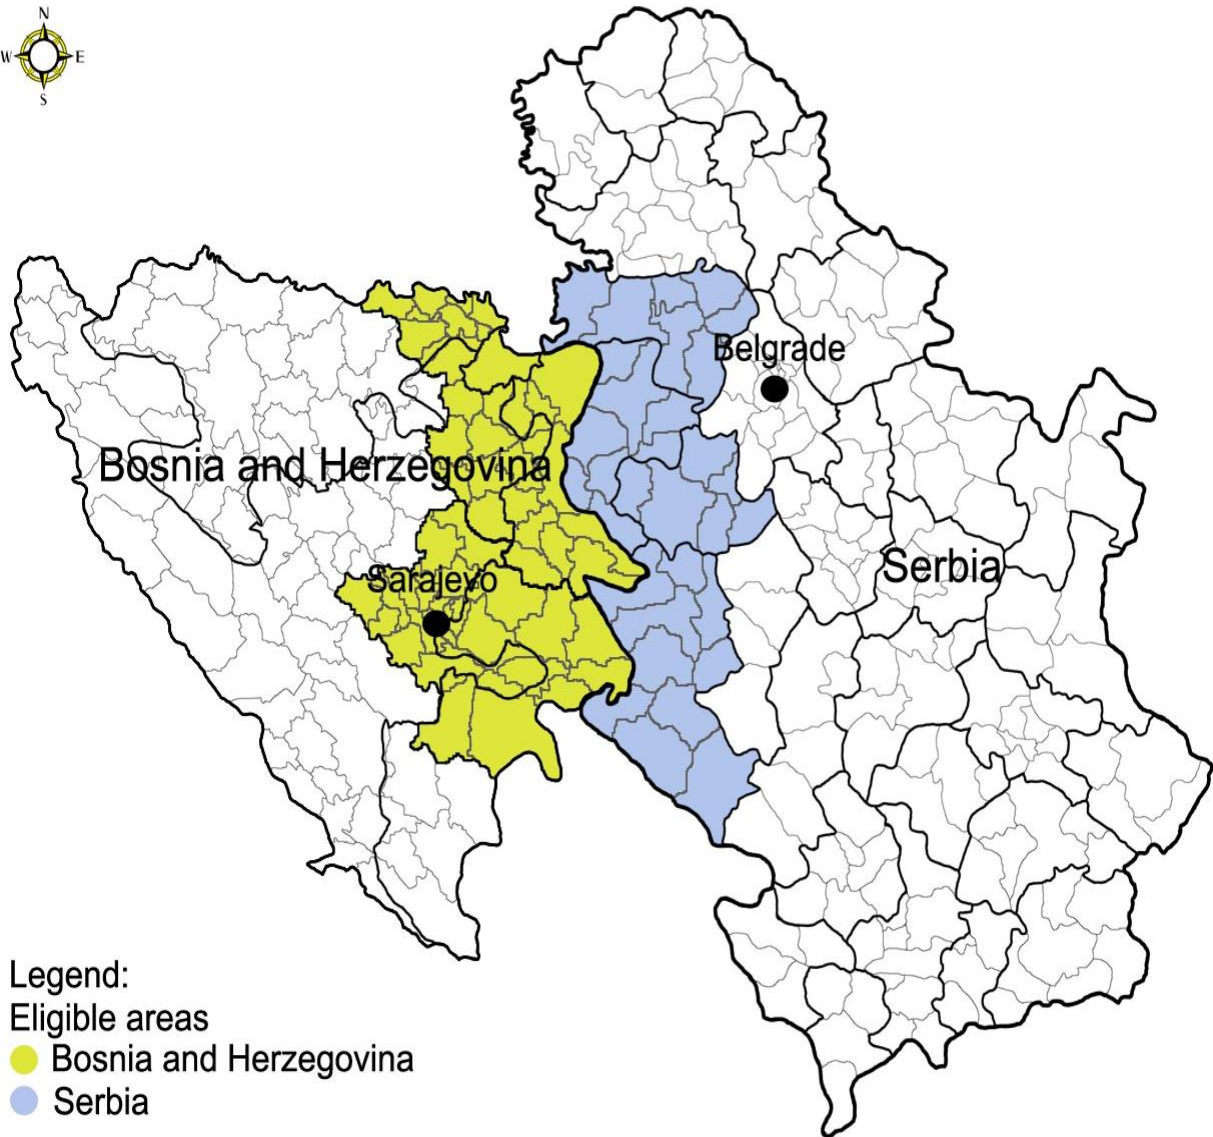 N
W E
S
Belgrade
Bosnia and Herzegovina
Serbia
Sarajevo
Legend:
Eligible areas
Bosnia and Herzegovina
Serbia